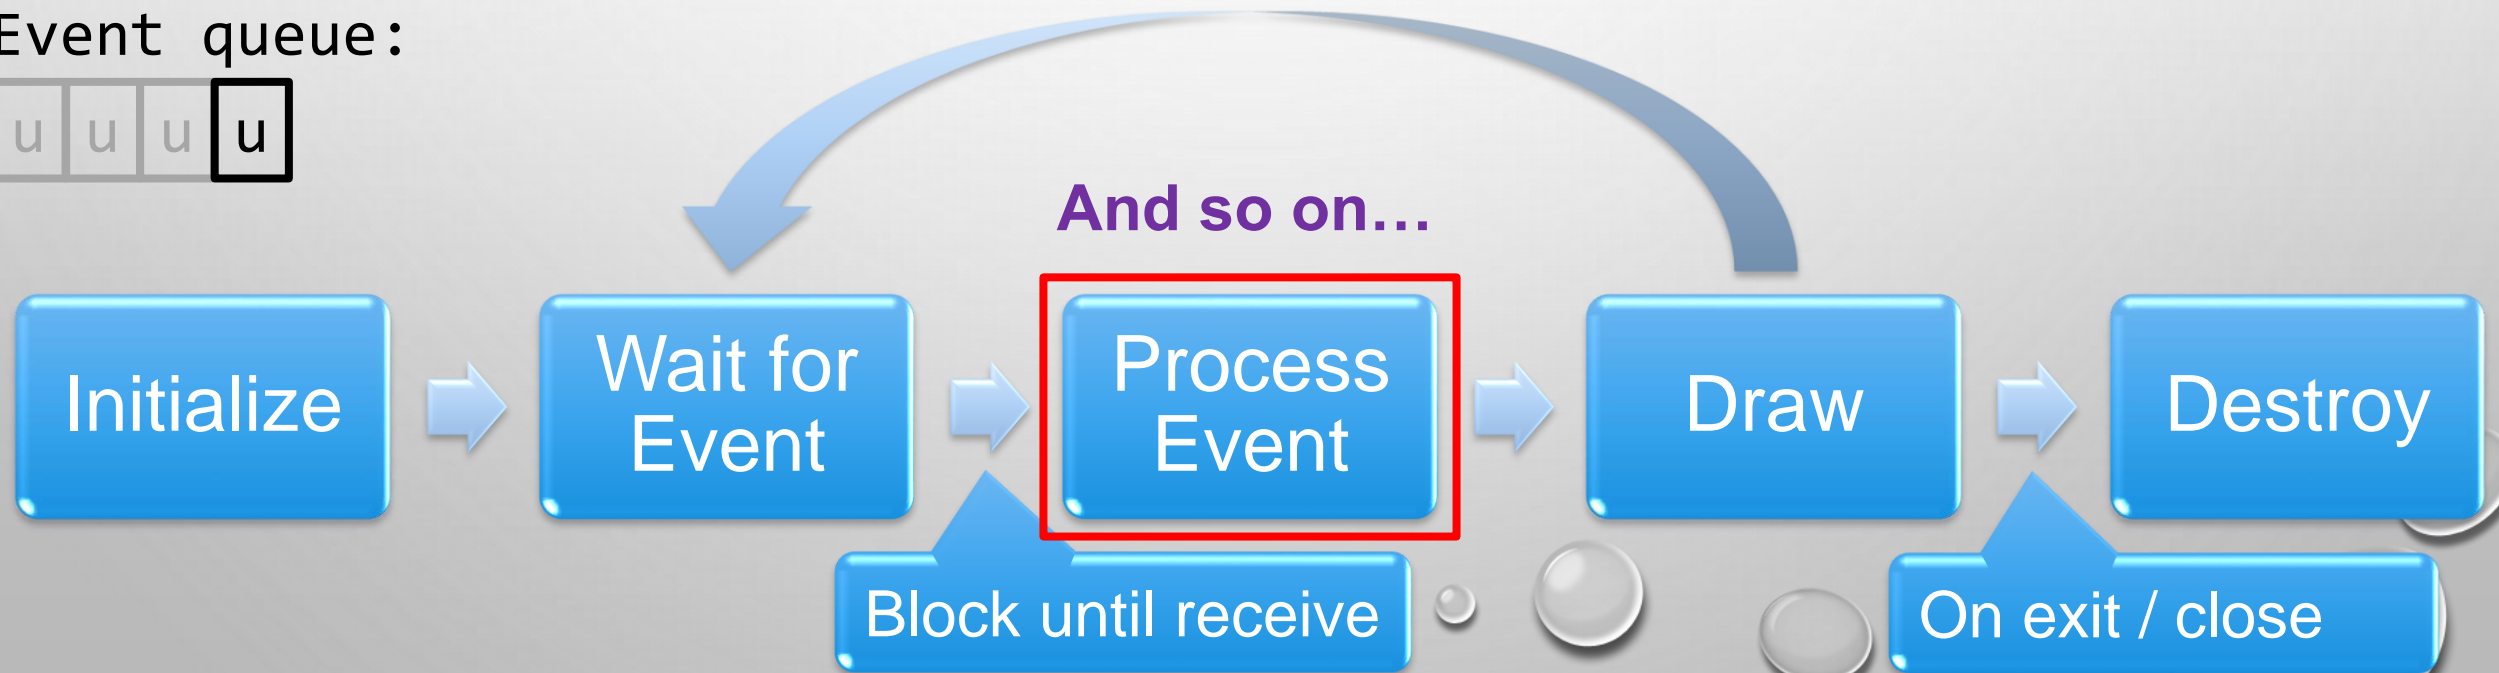 Event queue:
u u u u
And so on...
Initialize
Wait for
Event
Process
Event
Draw
Destroy
Block until receive
On exit / close